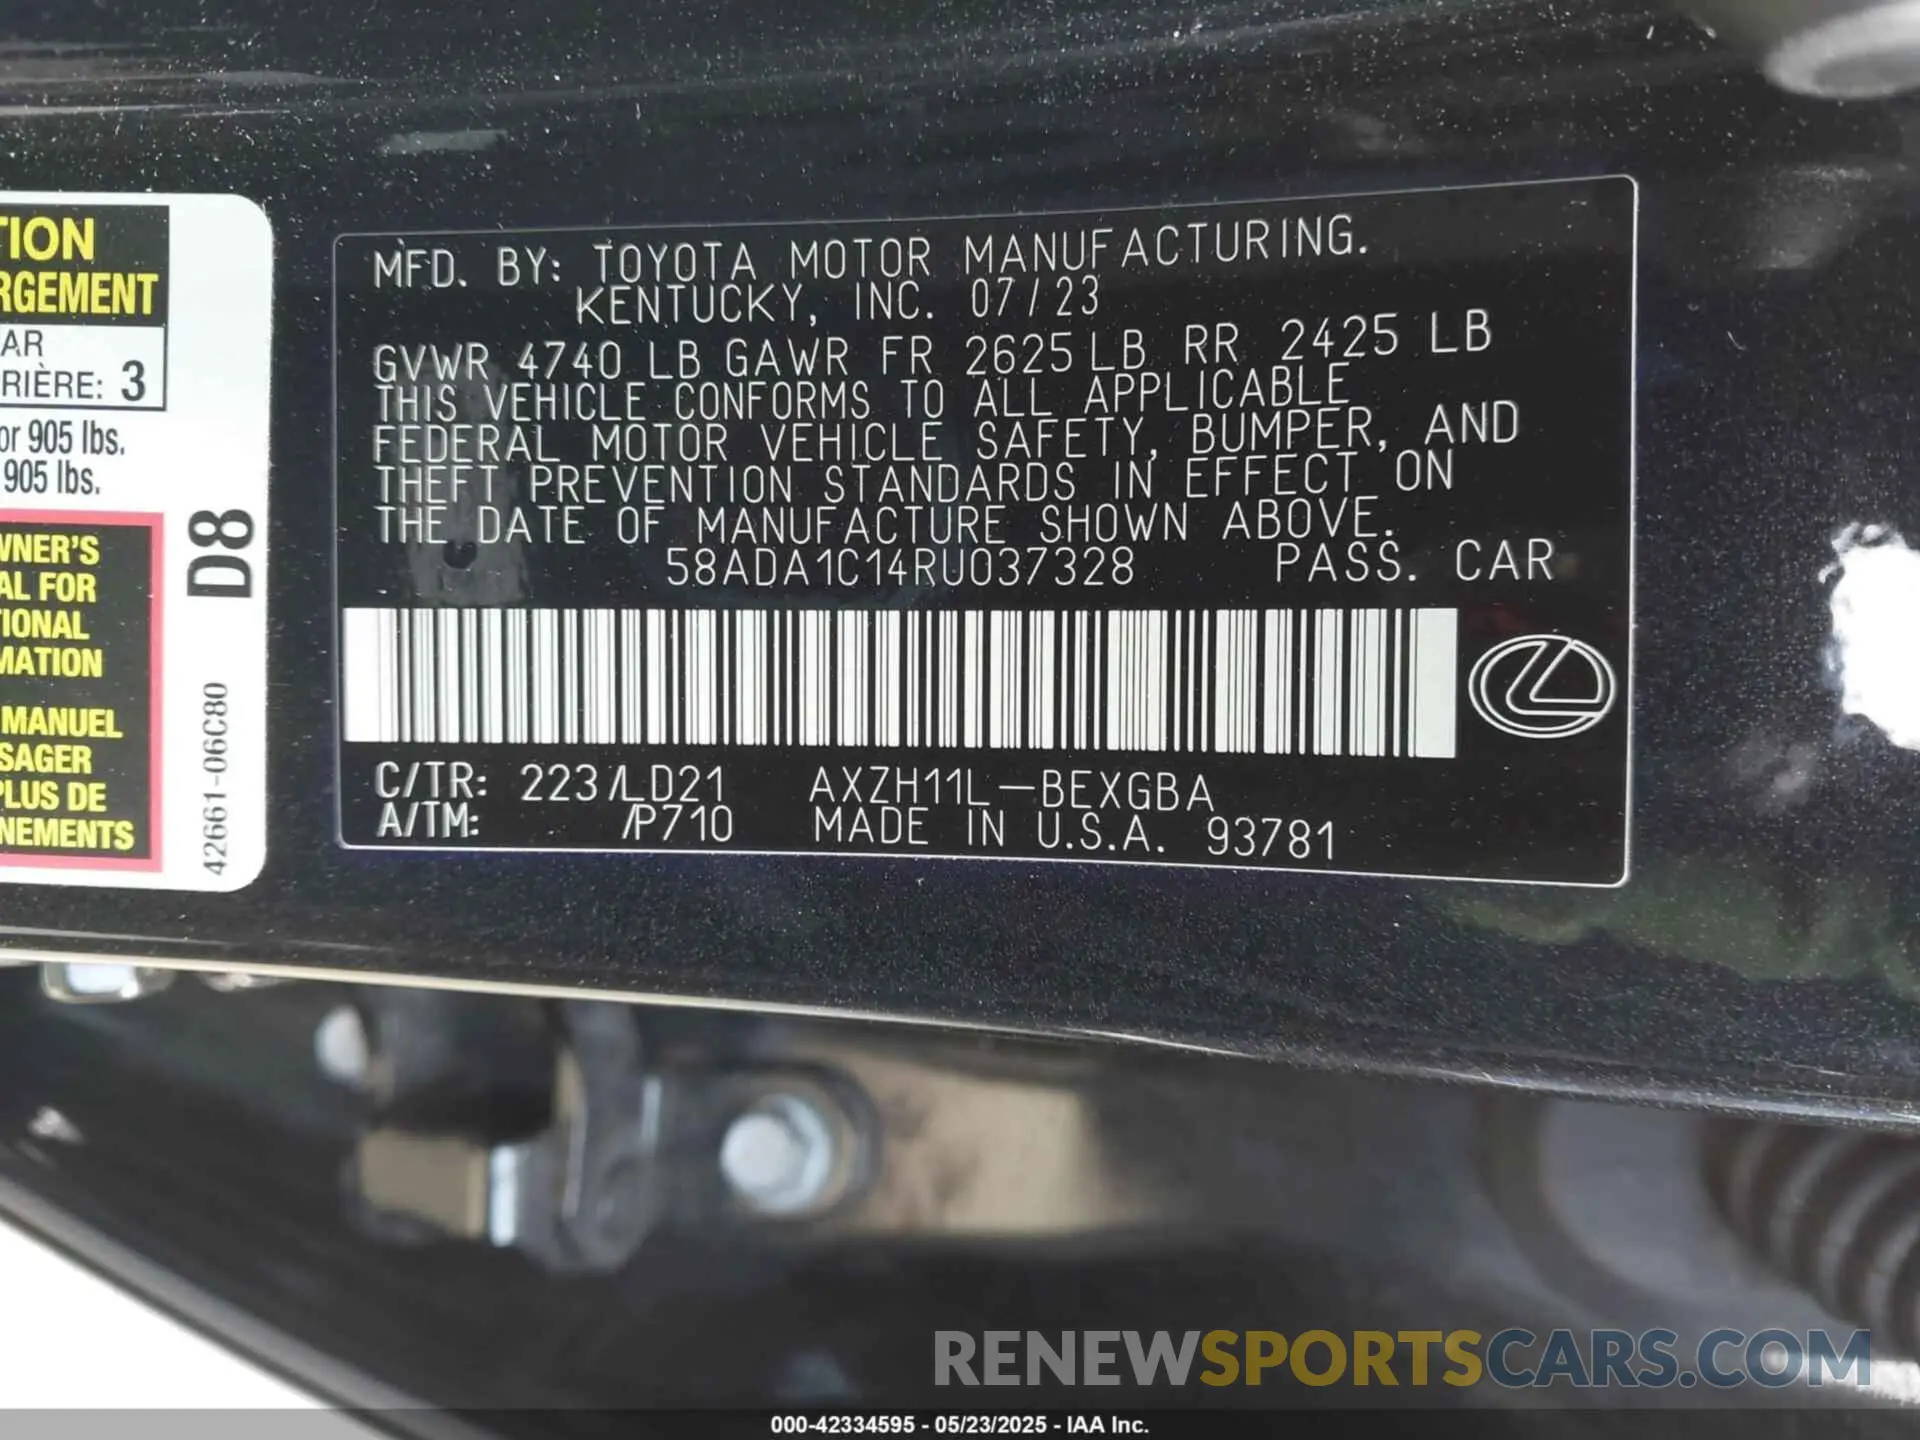 TION
RGEMENT
AR
RIÈRE: 3
or 905 lbs.
905 lbs.
WNER'S
AL FOR
TIONAL
MATION
MANUEL
SAGER
PLUS DE
NEMENTS
D8
42661-06C80
MFD. BY: TOYOTA MOTOR MANUFACTURING.
KENTUCKY, INC. 07/23
GVWR 4740 LB GAWR FR 2625 LB RR 2425 LB
THIS VEHICLE CONFORMS TO ALL APPLICABLE
FEDERAL MOTOR VEHICLE SAFETY, BUMPER, AND
THEFT PREVENTION STANDARDS IN EFFECT ON
THE DATE OF MANUFACTURE SHOWN ABOVE.
58ADA1C14RU037328 PASS. CAR
C/TR: 223/LD21 AXZH11L-BEXGBA
A/TM: /P710 MADE IN U.S.A. 93781
RENEWSPORTSCARS.COM
000-42334595 - 05/23/2025 - IAA Inc.